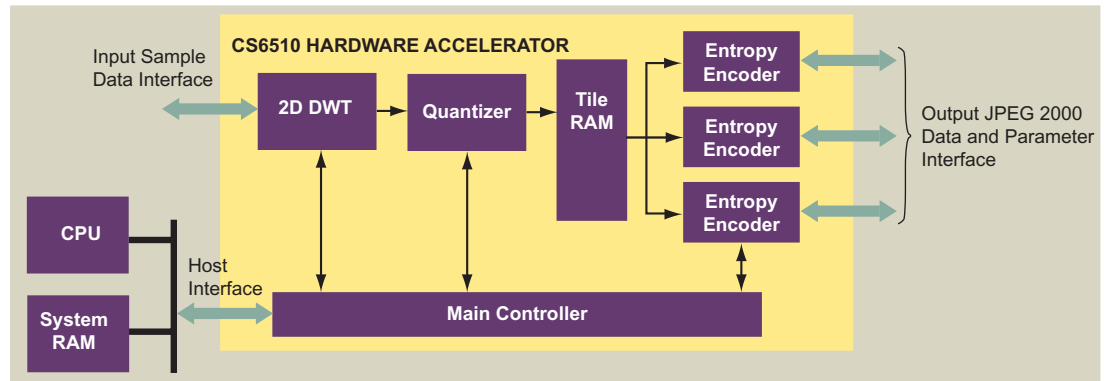 CS6510 HARDWARE ACCELERATOR
Input Sample
Data Interface
2D DWT
Quantizer
Tile
RAM
Entropy
Encoder
Entropy
Encoder
Entropy
Encoder
Output JPEG 2000
Data and Parameter
Interface
CPU
System
RAM
Host
Interface
Main Controller